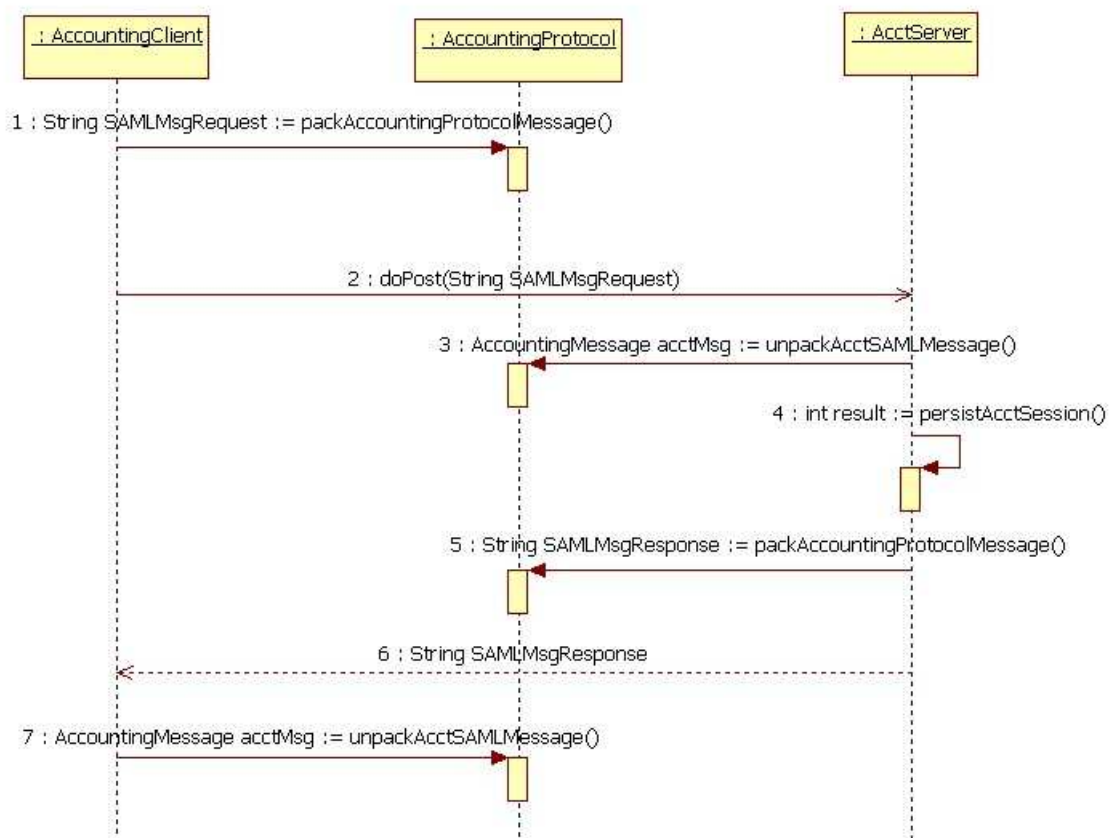 : AccountingClient
: AccountingProtocol
: AcctServer
1 : String SAMLMsgRequest := packAccountingProtocolMessage()
2 : doPost(String SAMLMsgRequest)
3 : AccountingMessage acctMsg := unpackAcctSAMLMessage()
4 : int result := persistAcctSession()
5 : String SAMLMsgResponse := packAccountingProtocolMessage()
6 : String SAMLMsgResponse
7 : AccountingMessage acctMsg := unpackAcctSAMLMessage()